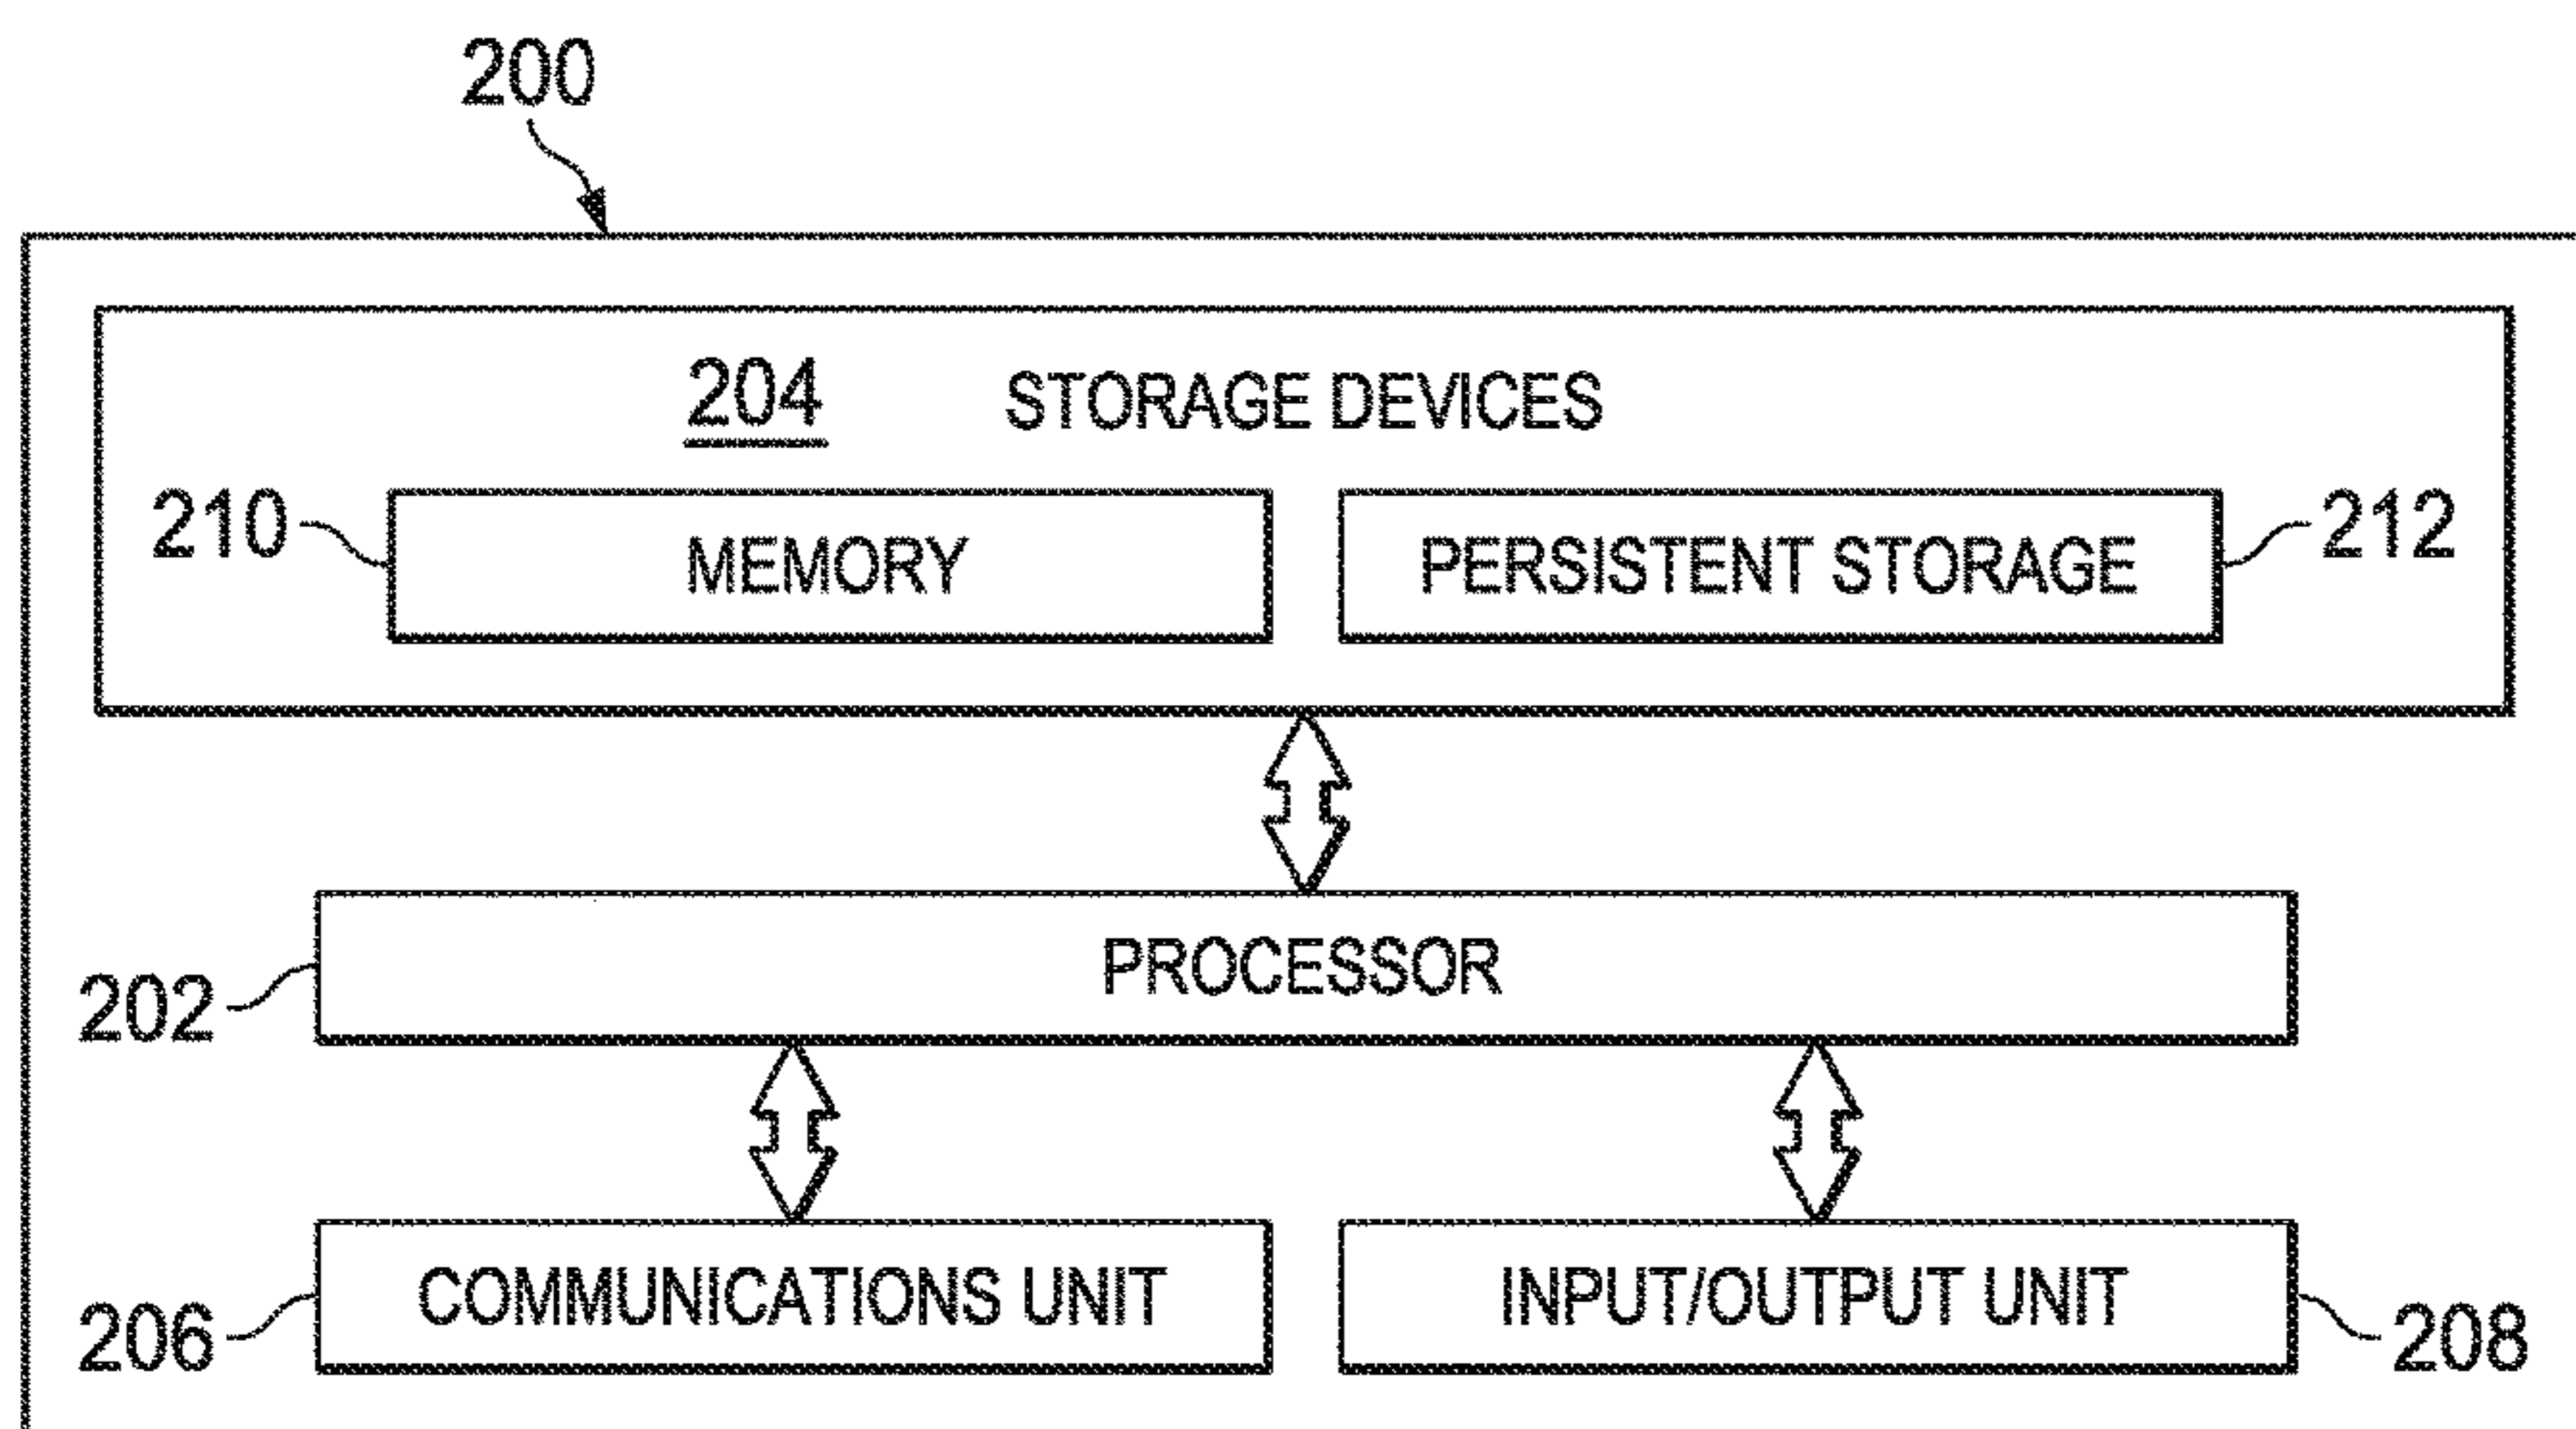 200
204 STORAGE DEVICES
210 MEMORY PERSISTENT STORAGE 212
PROCESSOR
202
COMMUNICATIONS UNIT INPUT/OUTPUT UNIT
206 208